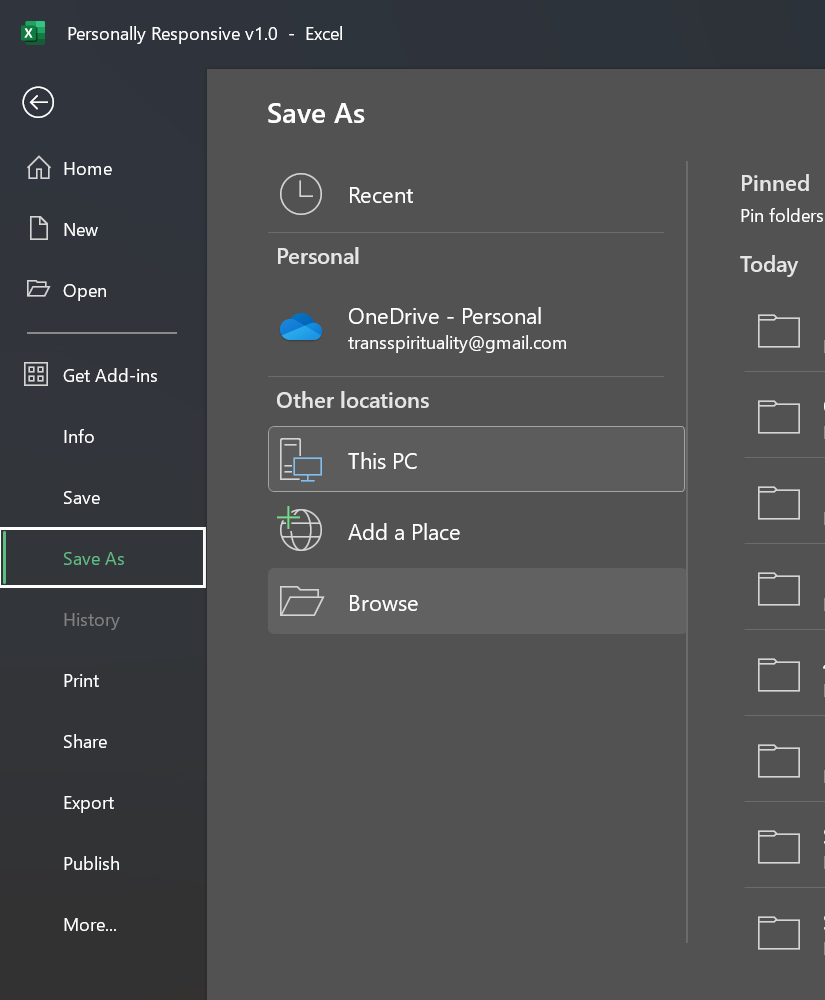 Personally Responsive v1.0 - Excel
Home
New
Open
Get Add-ins
Info
Save
Save As
History
Print
Share
Export
Publish
More...
Save As
Recent
Personal
OneDrive - Personal
transspirituality@gmail.com
Other locations
This PC
Add a Place
Browse
Pinned
Pin folders
Today